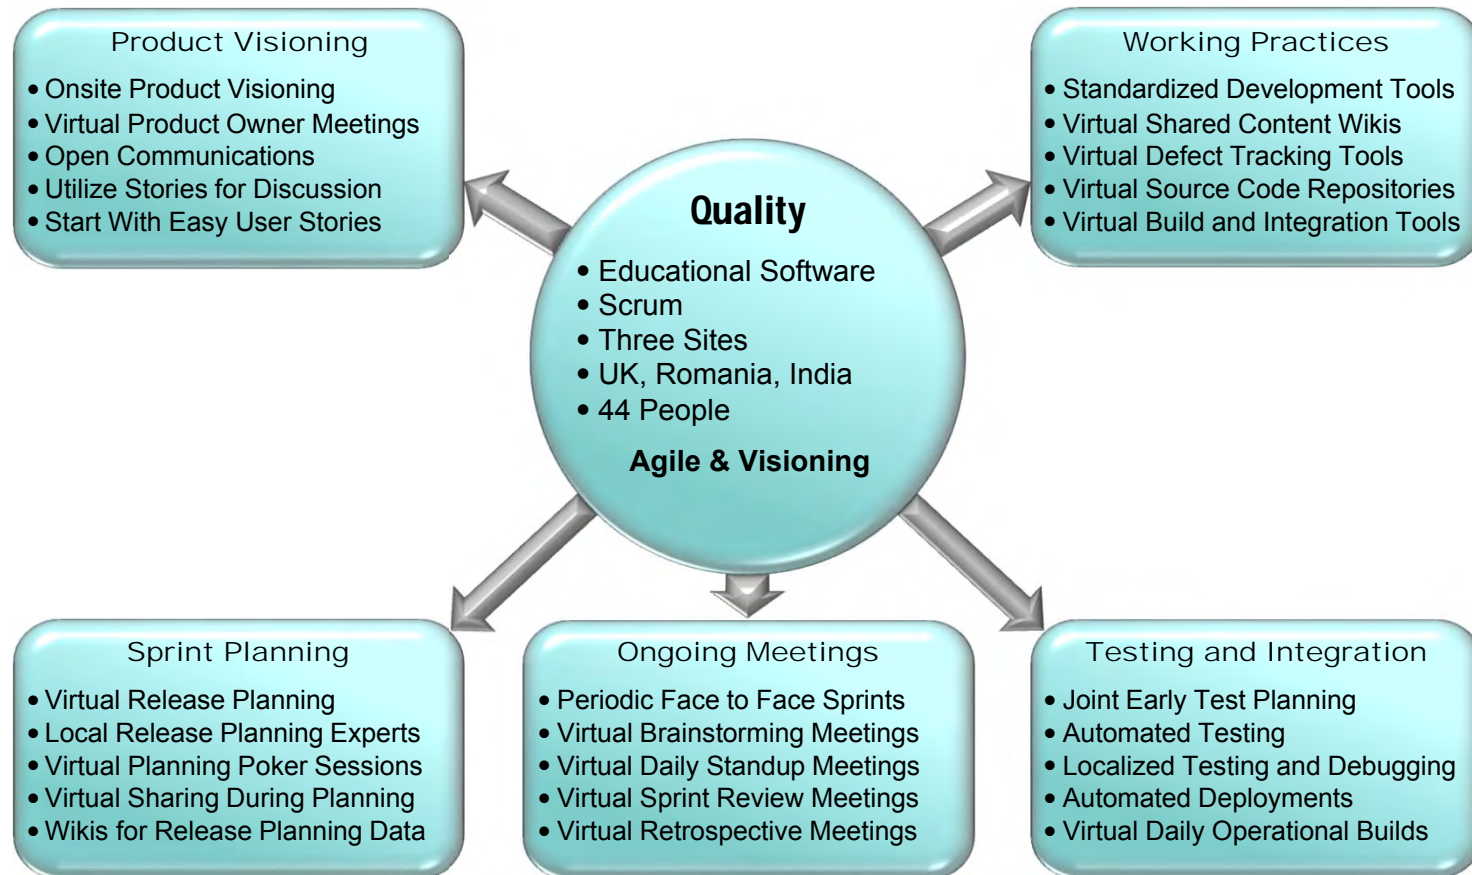 Product Visioning
• Onsite Product Visioning
• Virtual Product Owner Meetings
• Open Communications
• Utilize Stories for Discussion
• Start With Easy User Stories
Working Practices
• Standardized Development Tools
• Virtual Shared Content Wikis
• Virtual Defect Tracking Tools
• Virtual Source Code Repositories
• Virtual Build and Integration Tools
Quality
• Educational Software
• Scrum
• Three Sites
• UK, Romania, India
• 44 People
Agile & Visioning
Sprint Planning
• Virtual Release Planning
• Local Release Planning Experts
• Virtual Planning Poker Sessions
• Virtual Sharing During Planning
• Wikis for Release Planning Data
Ongoing Meetings
• Periodic Face to Face Sprints
• Virtual Brainstorming Meetings
• Virtual Daily Standup Meetings
• Virtual Sprint Review Meetings
• Virtual Retrospective Meetings
Testing and Integration
• Joint Early Test Planning
• Automated Testing
• Localized Testing and Debugging
• Automated Deployments
• Virtual Daily Operational Builds